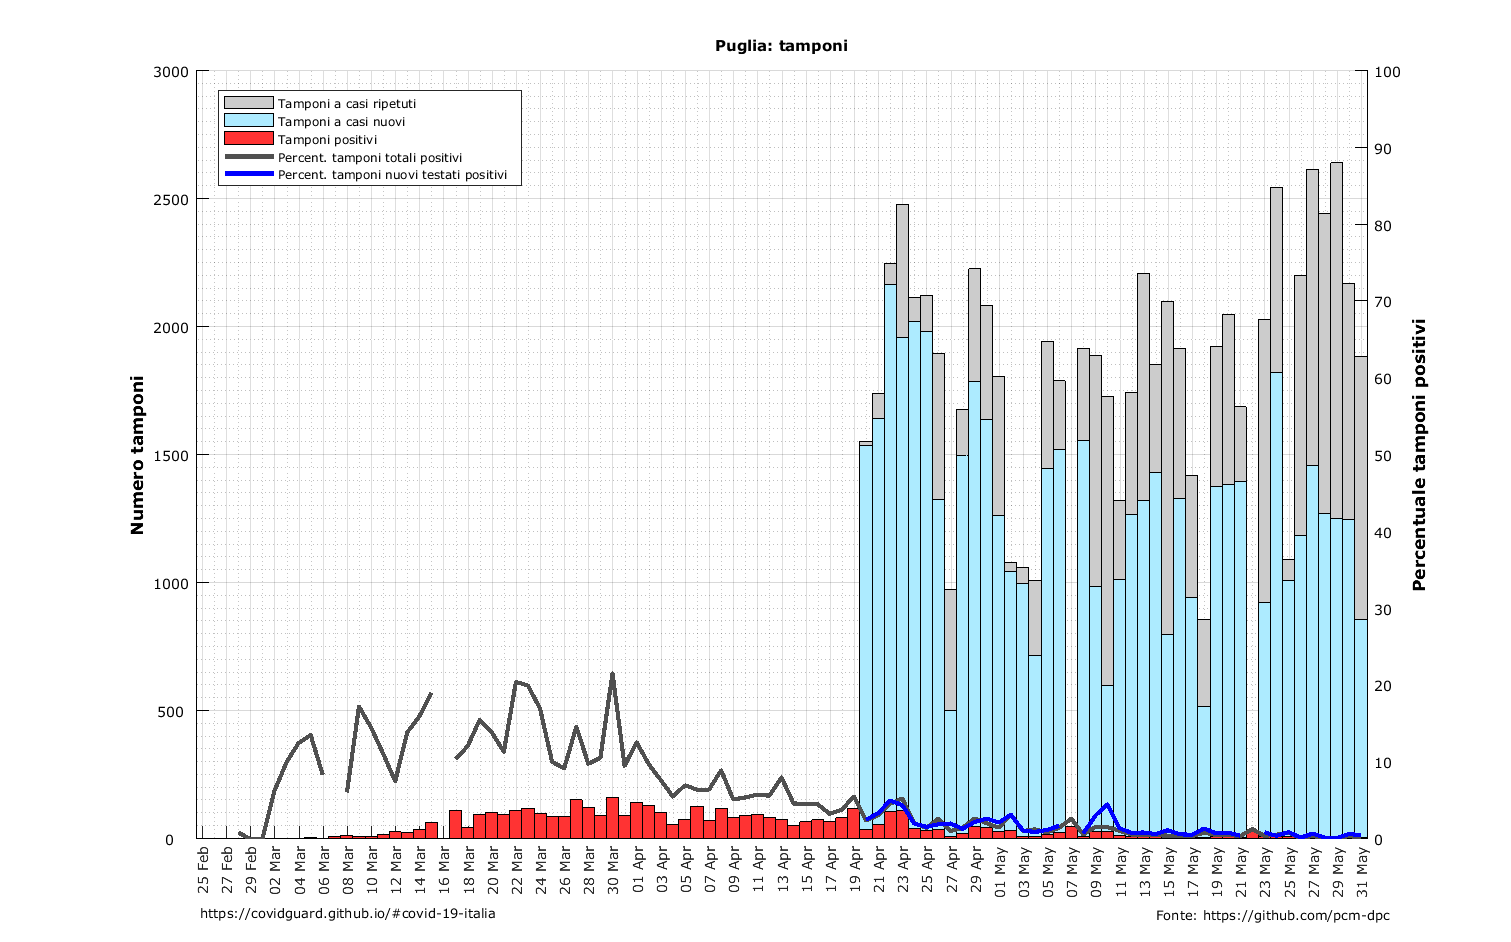 Puglia: tamponi
Numero tamponi
3000
2500
2000
1500
1000
500
0
Tamponi a casi ripetuti
Tamponi a casi nuovi
Tamponi positivi
Percent. tamponi totali positivi
Percent. tamponi nuovi testati positivi
100
90
80
70
60
50
40
30
20
10
0
Percentuale tamponi positivi
25 Feb
27 Feb
29 Feb
02 Mar
04 Mar
06 Mar
08 Mar
10 Mar
12 Mar
14 Mar
16 Mar
18 Mar
20 Mar
22 Mar
24 Mar
26 Mar
28 Mar
30 Mar
01 Apr
03 Apr
05 Apr
07 Apr
09 Apr
11 Apr
13 Apr
15 Apr
17 Apr
19 Apr
21 Apr
23 Apr
25 Apr
27 Apr
29 Apr
01 May
03 May
05 May
07 May
09 May
11 May
13 May
15 May
17 May
19 May
21 May
23 May
25 May
27 May
29 May
31 May
https://covidguard.github.io/#covid-19-italia
Fonte: https://github.com/pcm-dpc